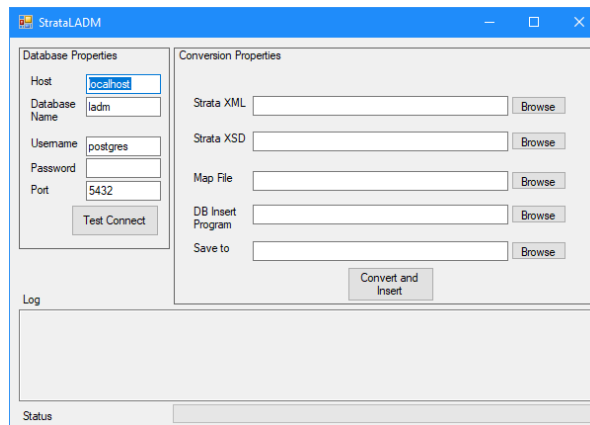 StrataLADM
Database Properties
Host
localhost
Database
Name
ladm
Username
postgres
Password
Port
5432
Test Connect
Conversion Properties
Strata XML
Browse
Strata XSD
Browse
Map File
Browse
DB Insert
Program
Browse
Save to
Browse
Convert and
Insert
Log
Status